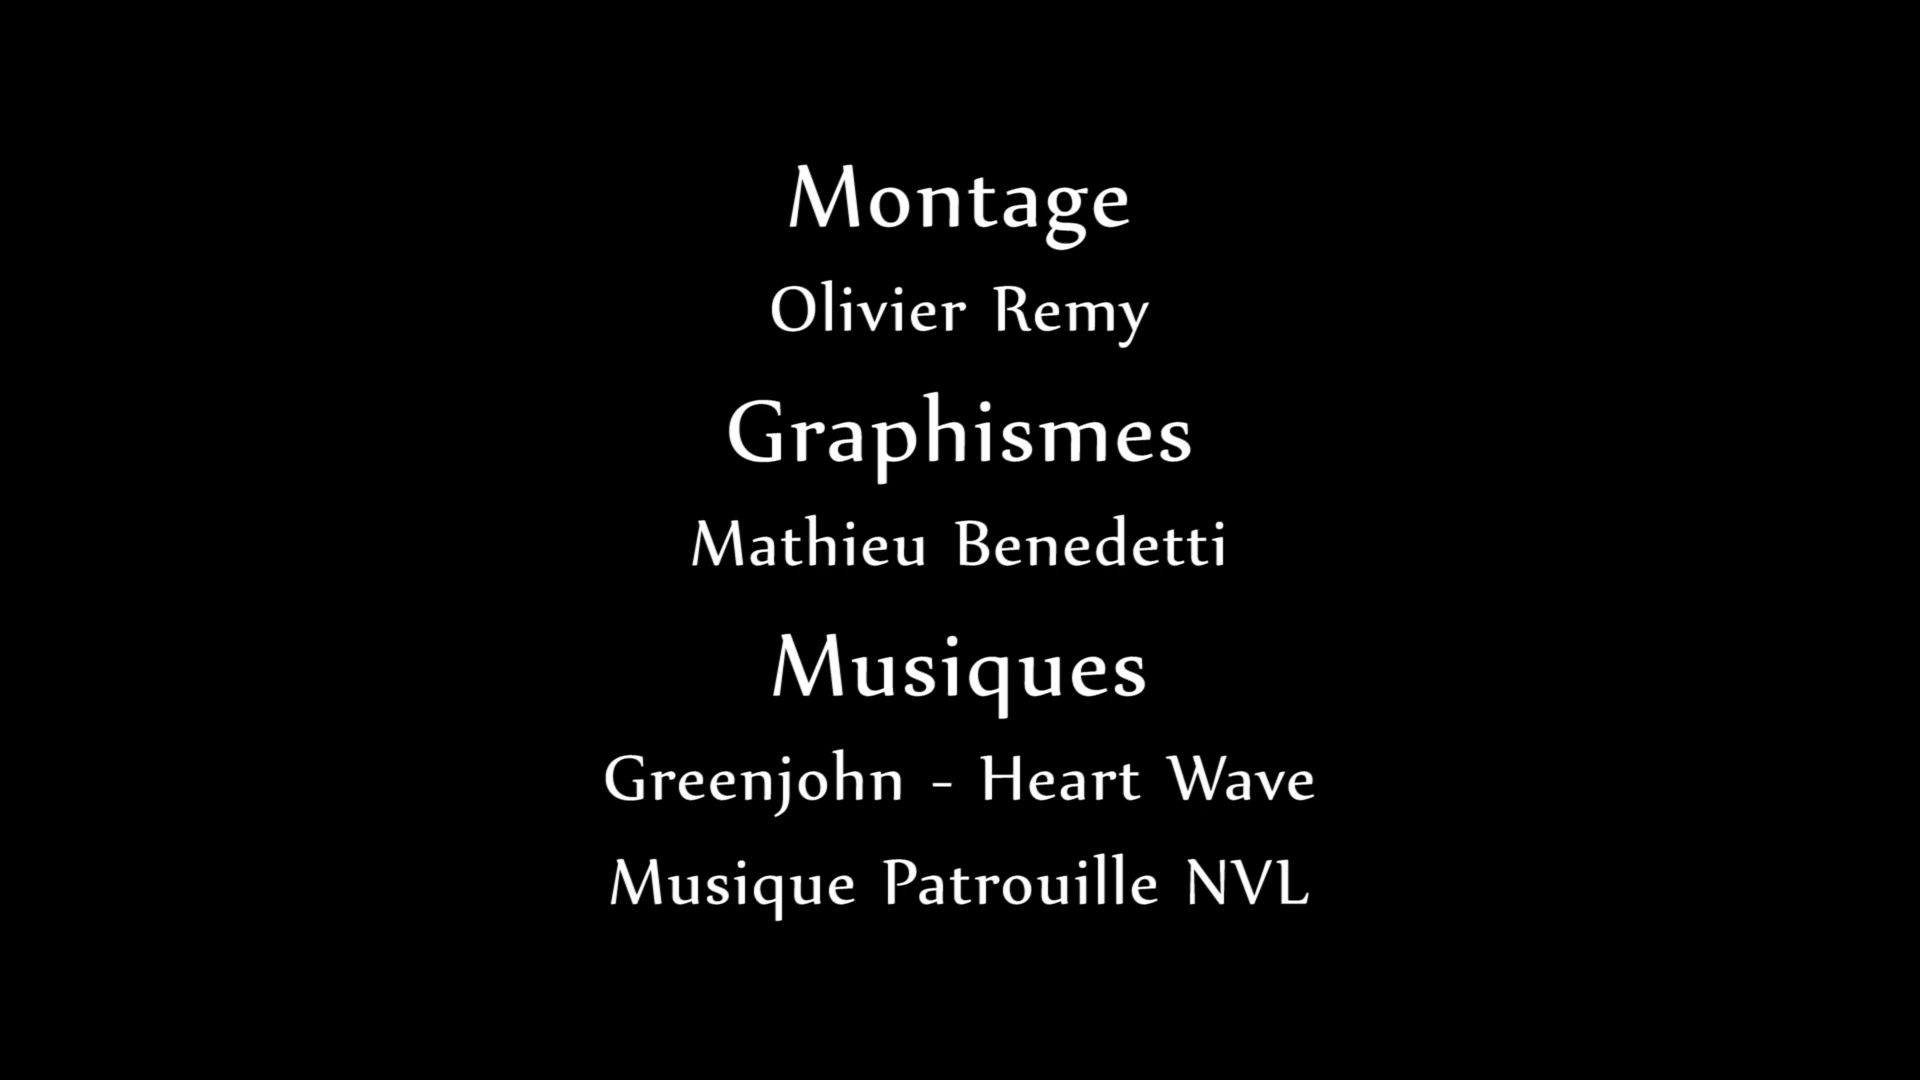 Montage
Olivier Remy
Graphismes
Mathieu Benedetti
Musiques
Greenjohn - Heart Wave
Musique Patrouille NVL